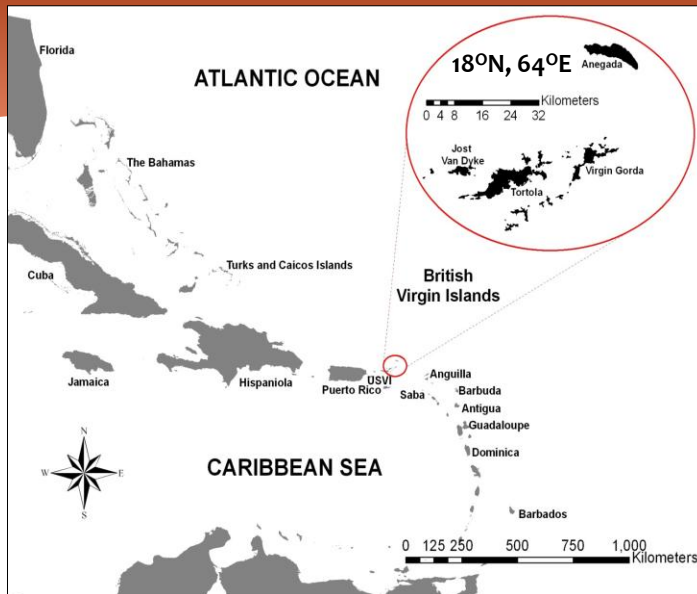 Florida
ATLANTIC OCEAN
18ºN, 64ºE
Anegada
Kilometers
0 4 8 16 24 32
The Bahamas
Jost
Van Dyke
Virgin Gorda
Tortola
Turks and Caicos Islands
Cuba
British
Virgin Islands
Jamaica
Hispaniola
Puerto Rico
USVI
Anguilla
Saba
Barbuda
Antigua
Guadaloupe
Dominica
N
W
E
S
CARIBBEAN SEA
Barbados
0 125 250 500 750 1,000
Kilometers